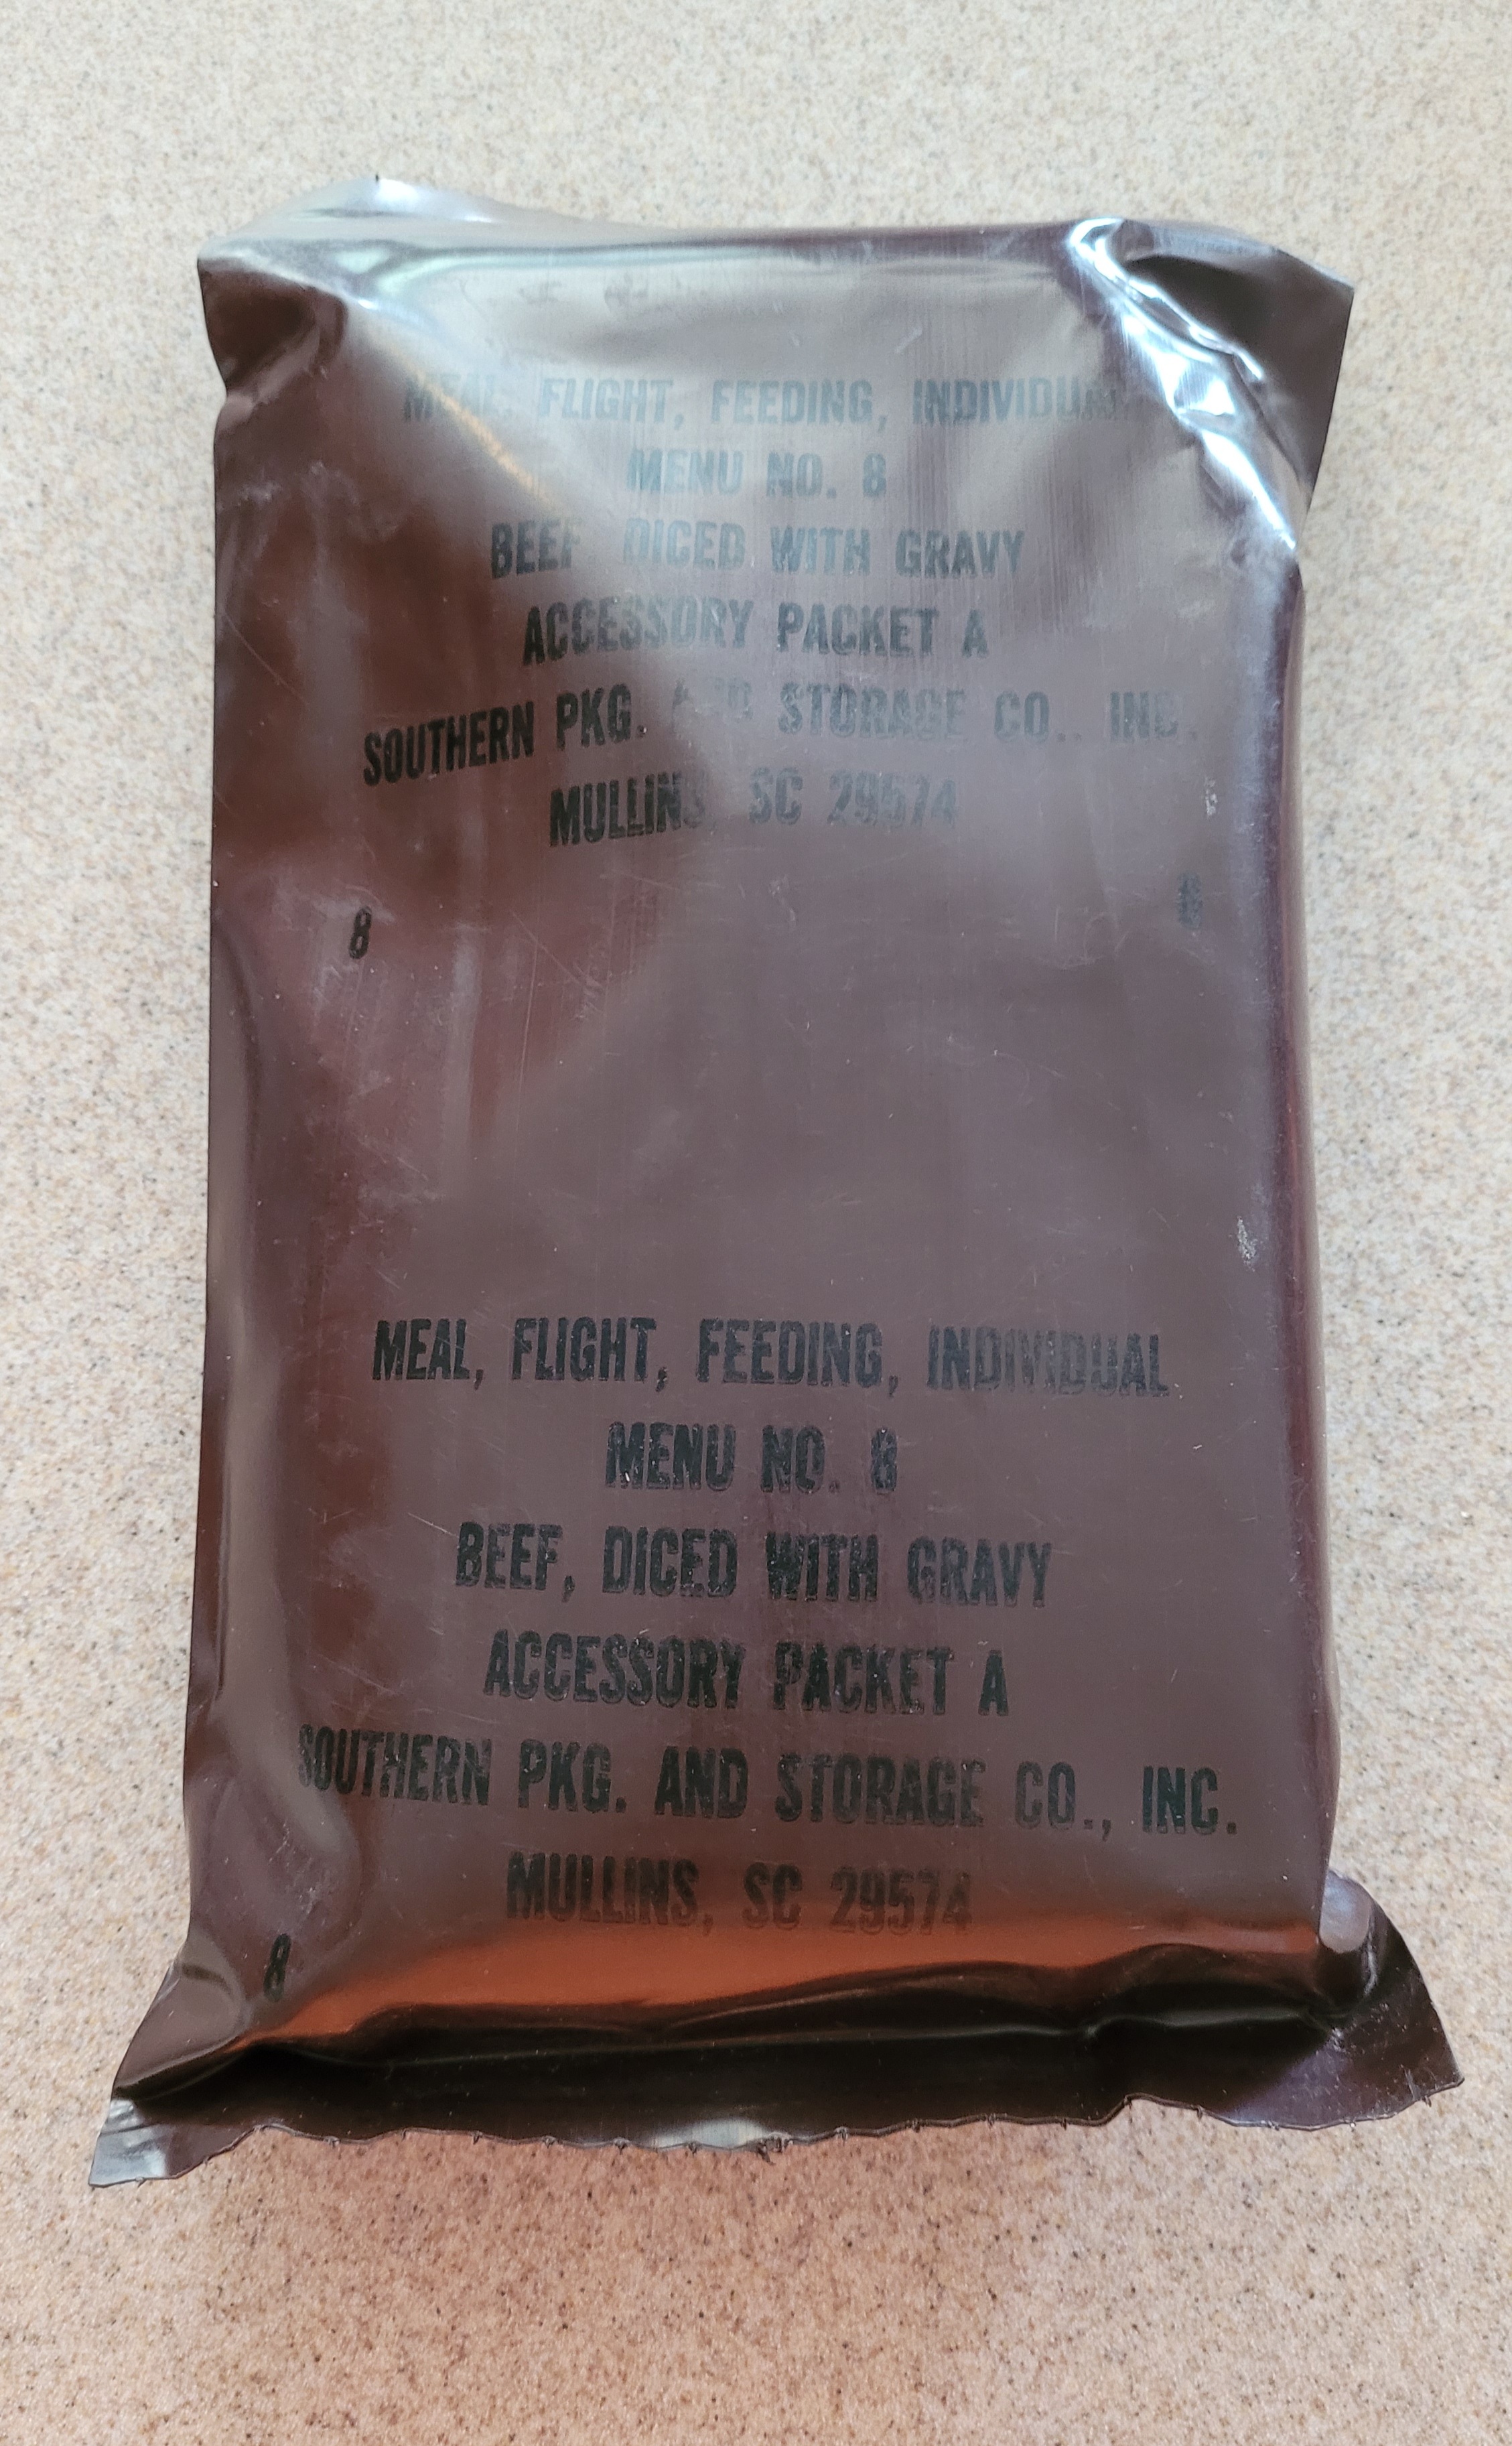 MEAL, FLIGHT, FEEDING, INDIVIDUAL
MENU NO. 8
BEEF, DICED WITH GRAVY
ACCESSORY PACKET A
SOUTHERN PKG. AND STORAGE CO., INC.
MULLINS, SC 29574
8 8
MEAL, FLIGHT, FEEDING, INDIVIDUAL
MENU NO. 8
BEEF, DICED WITH GRAVY
ACCESSORY PACKET A
SOUTHERN PKG. AND STORAGE CO., INC.
MULLINS, SC 29574
8